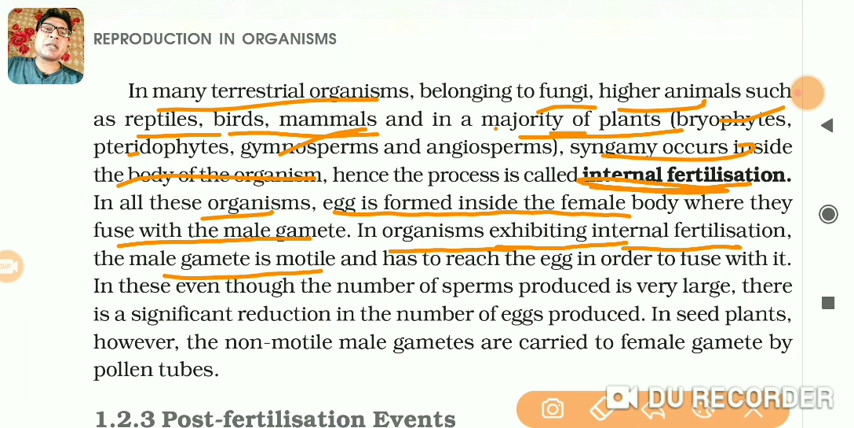 REPRODUCTION IN ORGANISMS
In many terrestrial organisms, belonging to fungi, higher animals such
as reptiles, birds, mammals and in a majority of plants (bryophytes,
pteridophytes, gymnosperms and angiosperms), syngamy occurs inside
the body of the organism, hence the process is called internal fertilisation.
In all these organisms, egg is formed inside the female body where they
fuse with the male gamete. In organisms exhibiting internal fertilisation,
the male gamete is motile and has to reach the egg in order to fuse with it.
In these even though the number of sperms produced is very large, there
is a significant reduction in the number of eggs produced. In seed plants,
however, the non-motile male gametes are carried to female gamete by
pollen tubes.
GIF
DU RECORDER
1.2.3 Post-fertilisation Events